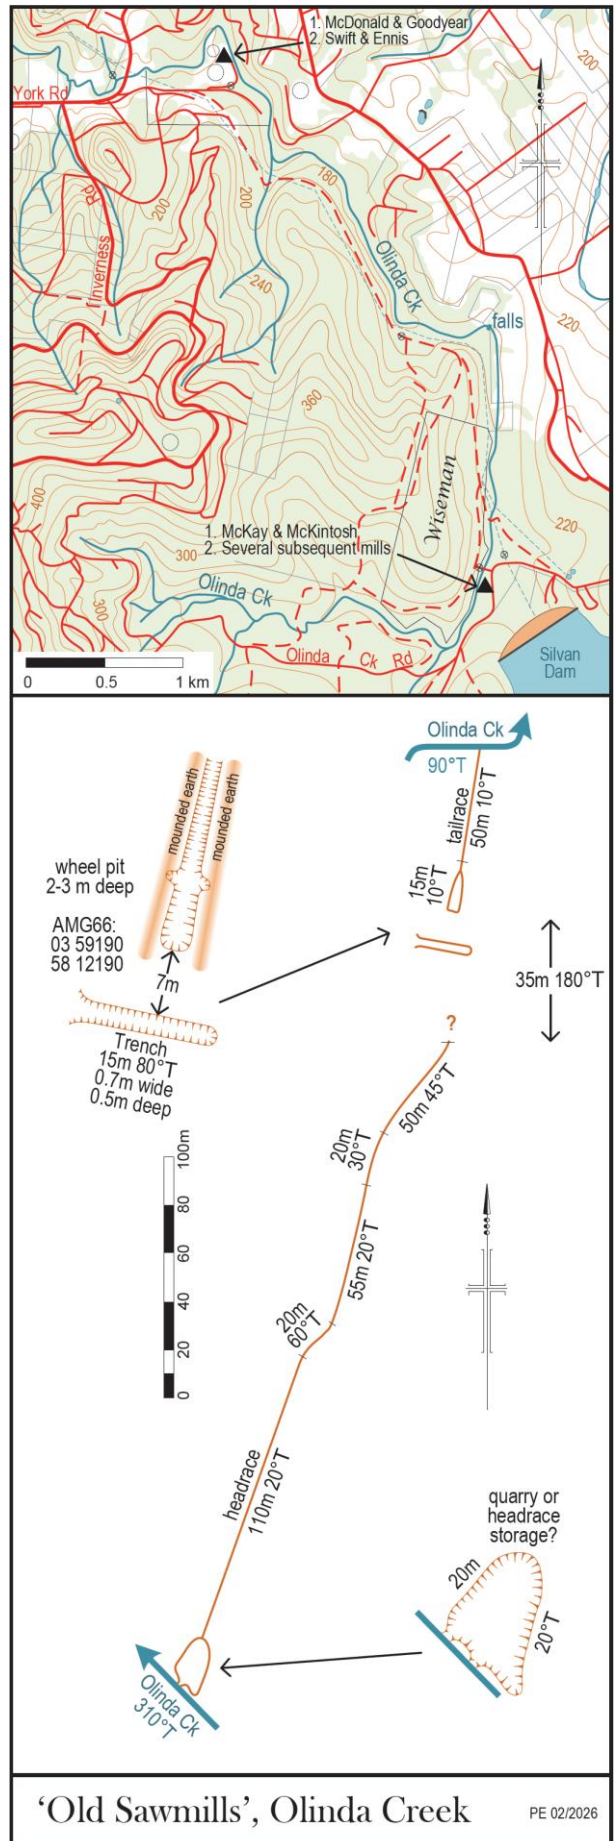 1. McDonald & Goodyear
2. Swift & Ennis
York Rd
200
Inverness
Rd
200
200
180
Olinda Ck
falls
240
220
360
400
Wiseman
1. McKay & McKintosh
2. Several subsequent mills
220
300
Olinda Ck
300
Olinda Ck Rd
Silvan
Dam
0 0.5 1 km
Olinda Ck
90°T
mounded earth
mounded earth
tailrace
50m 10°T
wheel pit
2-3 m deep
15m
10°T
AMG66:
03 59190
58 12190
7m
35m 180°T
Trench
15m 80°T
0.7m wide
0.5m deep
?
50m 45°T
20m
30°T
100m
80
60
40
20
0
55m 20°T
20m
60°T
headrace
110m 20°T
quarry or
headrace
storage?
20m
20°T
Olinda Ck
310°T
'Old Sawmills', Olinda Creek
PE 02/2026